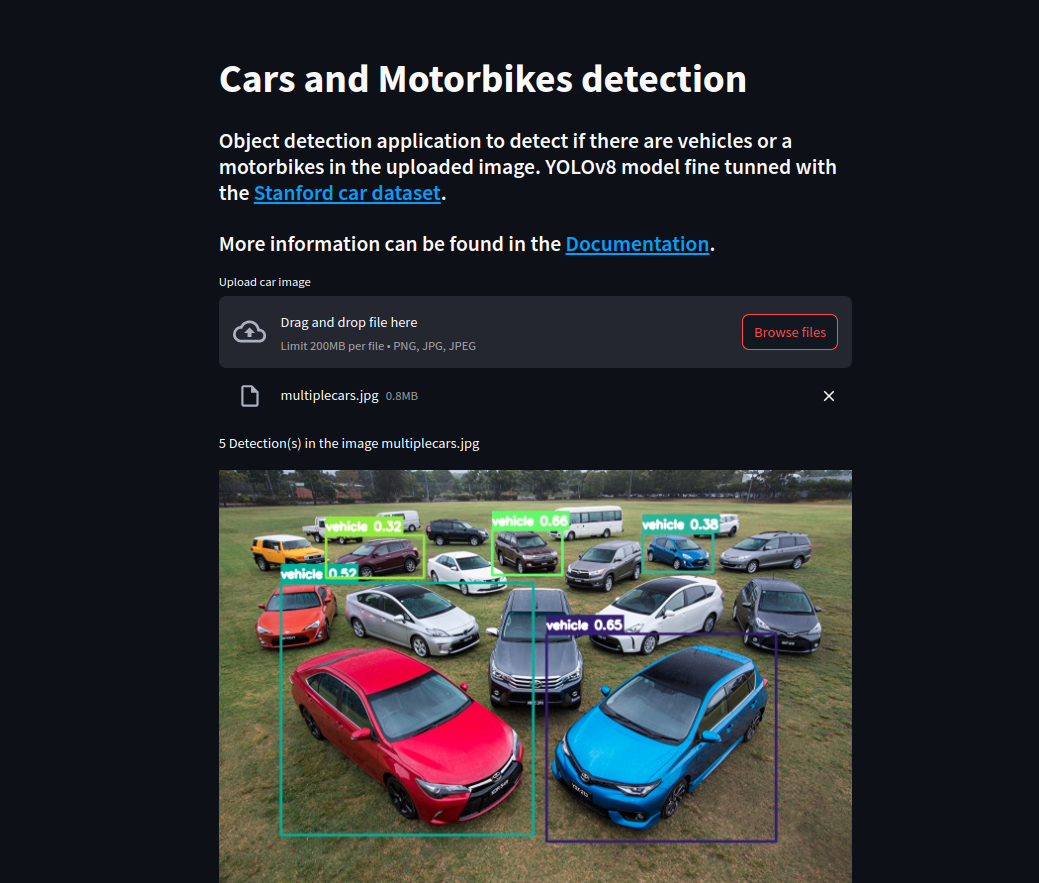 Cars and Motorbikes detection
Object detection application to detect if there are vehicles or a
motorbikes in the uploaded image. YOLOv8 model fine tunned with
the Stanford car dataset.
More information can be found in the Documentation.
Upload car image
Drag and drop file here
Limit 200MB per file • PNG, JPG, JPEG
Browse files
multiplecars.jpg 0.8MB
5 Detection(s) in the image multiplecars.jpg
vehicle 0.32
vehicle 0.66
vehicle 0.38
vehicle 0.52
vehicle 0.65